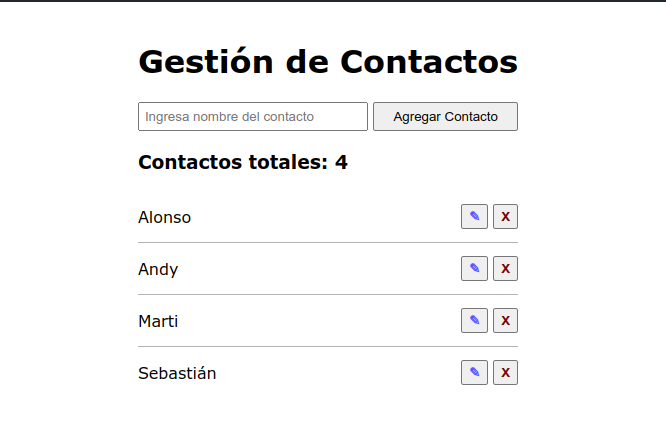 Gestión de Contactos
Ingresa nombre del contacto Agregar Contacto
Contactos totales: 4
Alonso ✎ X
Andy ✎ X
Marti ✎ X
Sebastián ✎ X